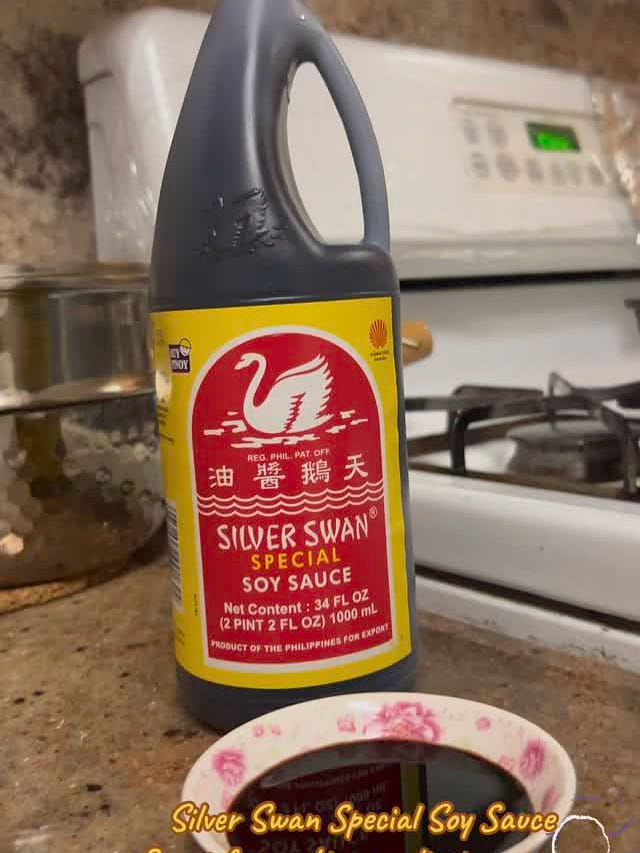 REG. PHIL. PAT. OFF
油醬鵝天
SILVER SWAN®
SPECIAL
SOY SAUCE
Net Content : 34 FL OZ
(2 PINT 2 FL OZ) 1000 mL
PRODUCT OF THE PHILIPPINES FOR EXPORT
Silver Swan Special Soy Sauce